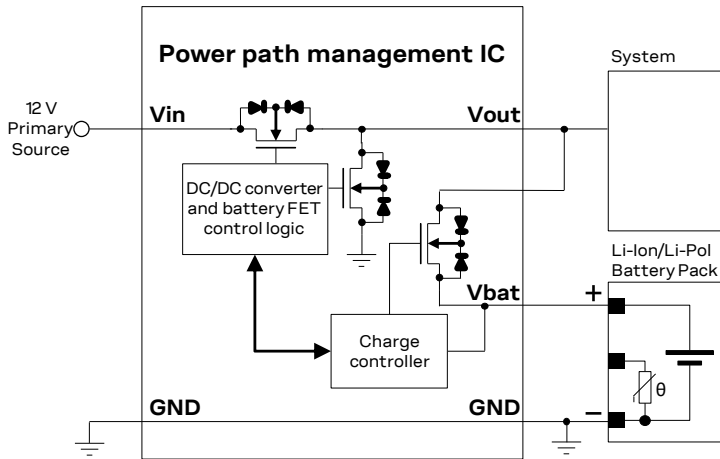 Power path management IC
System
12 V
Primary
Source
Vin
Vout
DC/DC converter
and battery FET
control logic
Li-Ion/Li-Pol
Battery Pack
Vbat
+
Charge
controller
θ
GND
GND
−